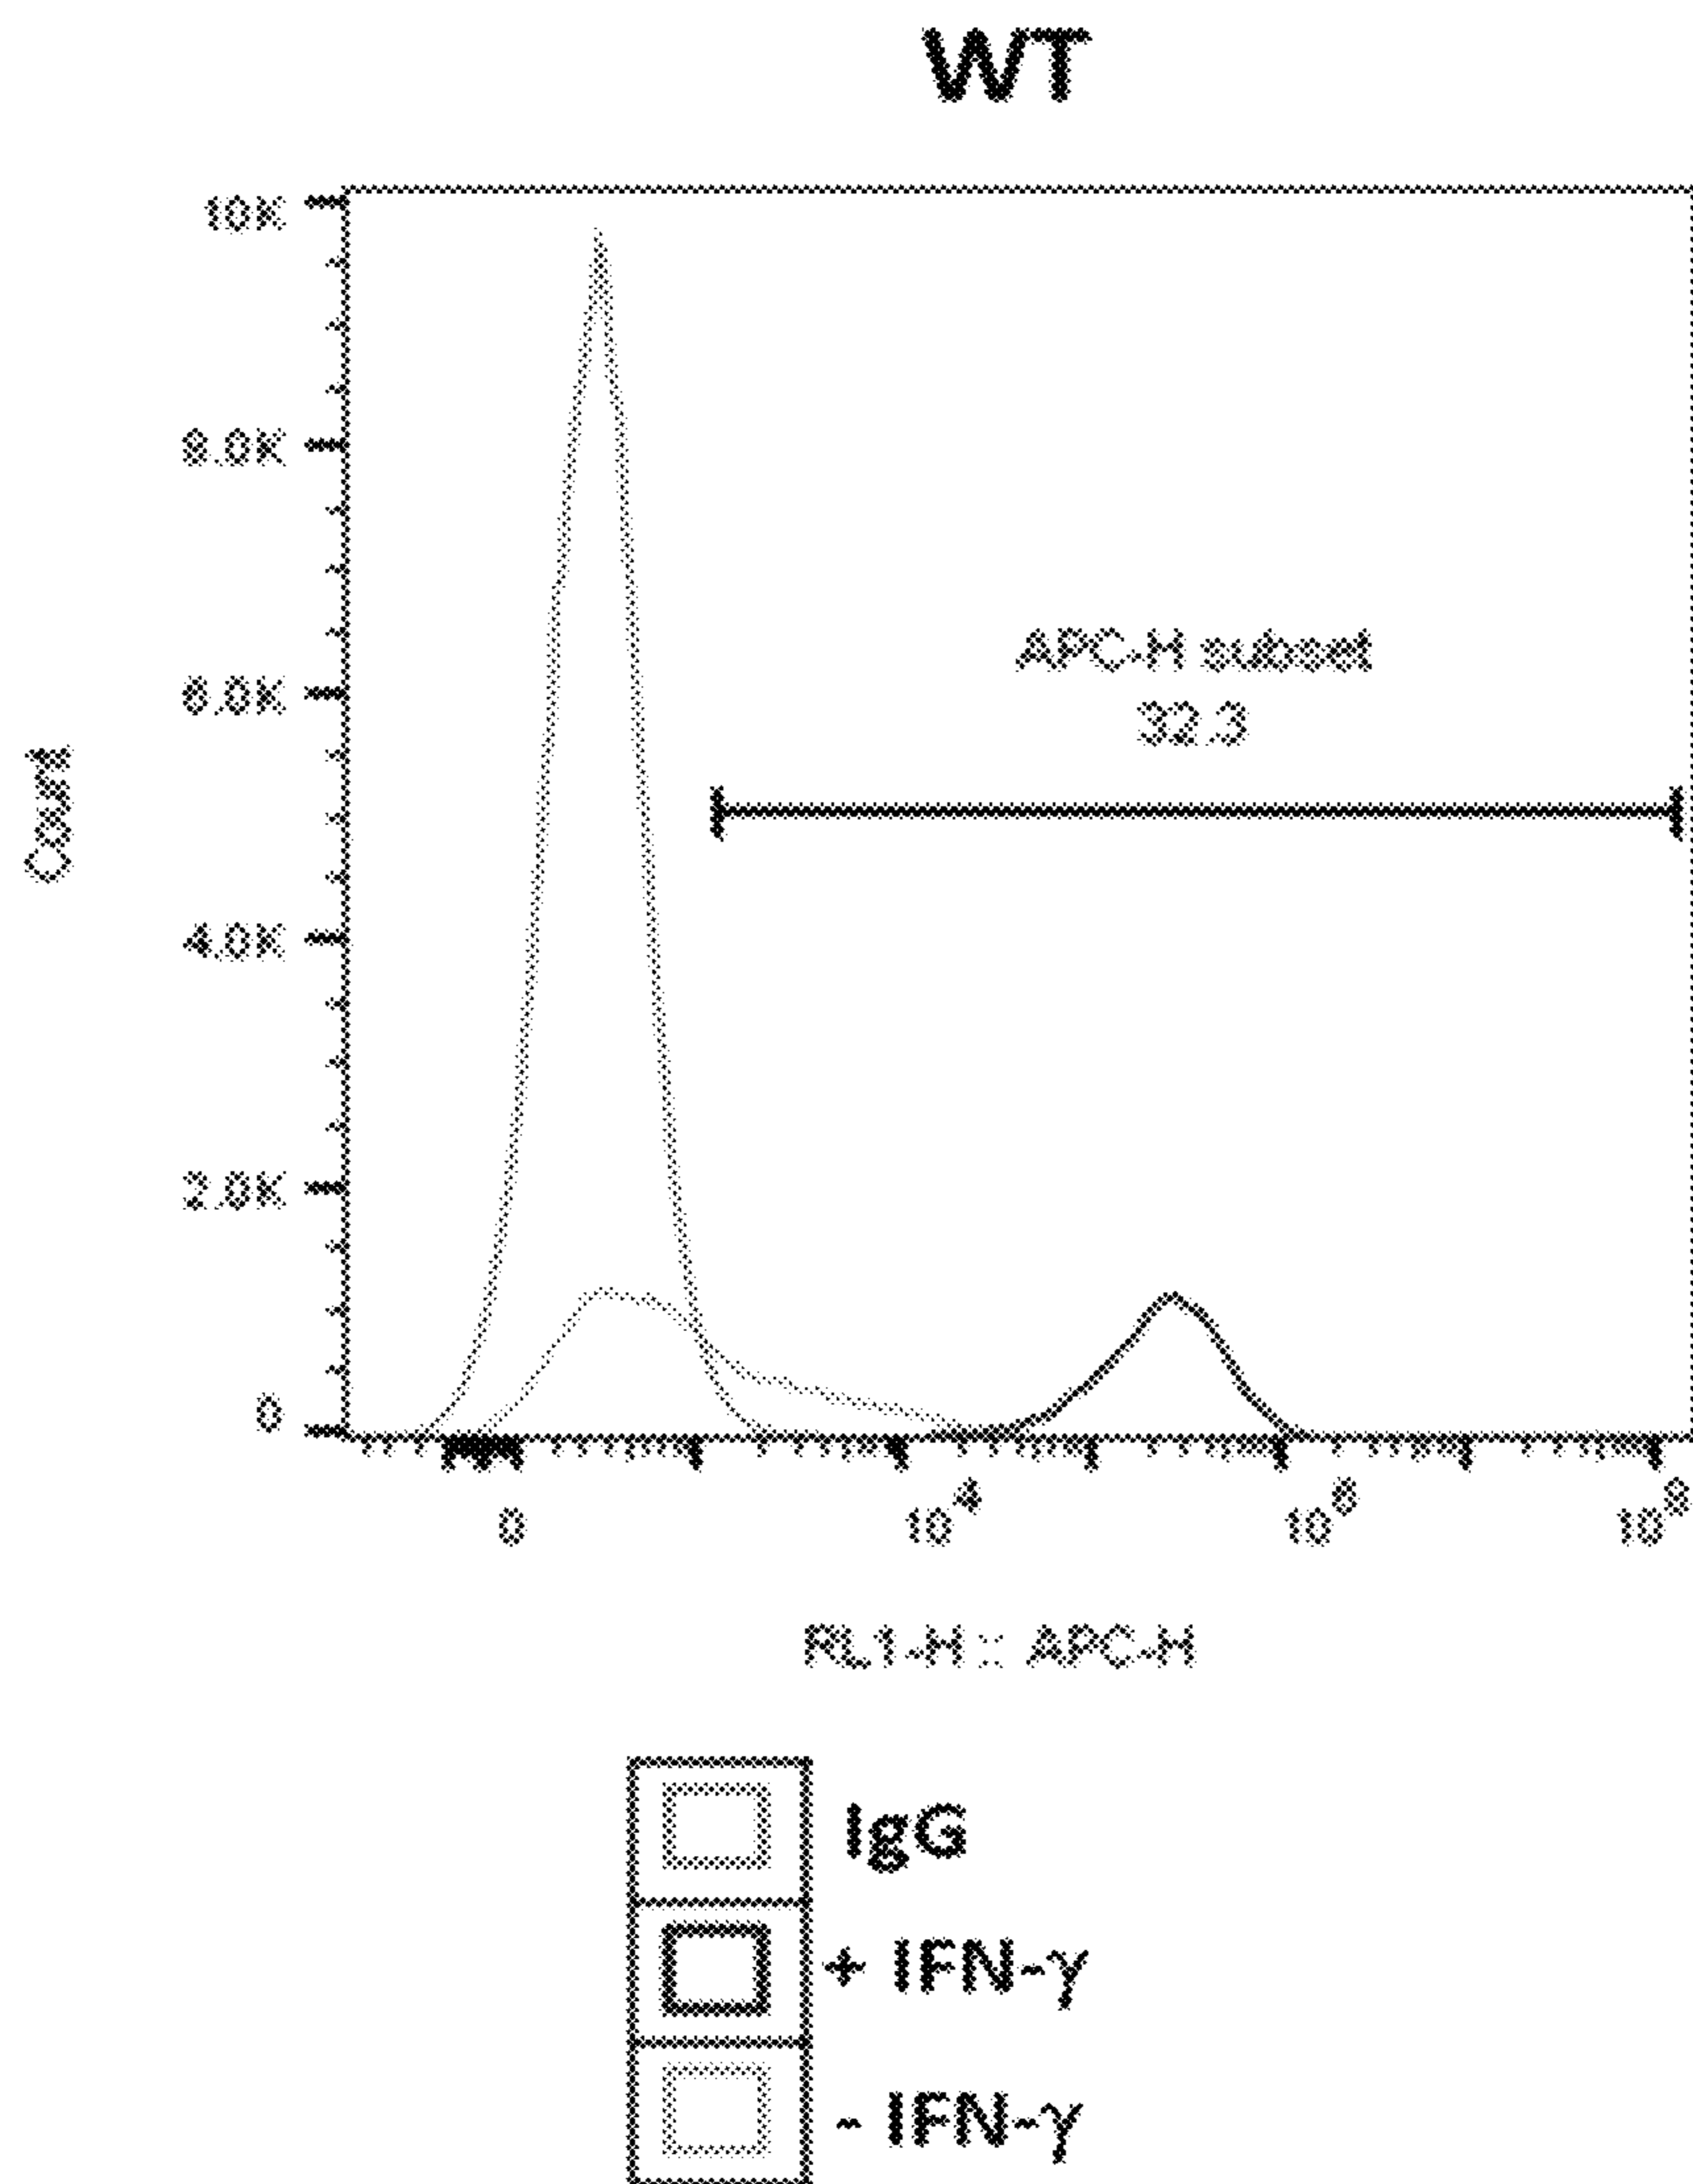 WT
10K
8.0K
6.0K
4.0K
2.0K
0
Count
APC-H subset
32.3
0
10^4
10^6
10^8
RL1-H :: APC-H
IgG
+ IFN-γ
- IFN-γ